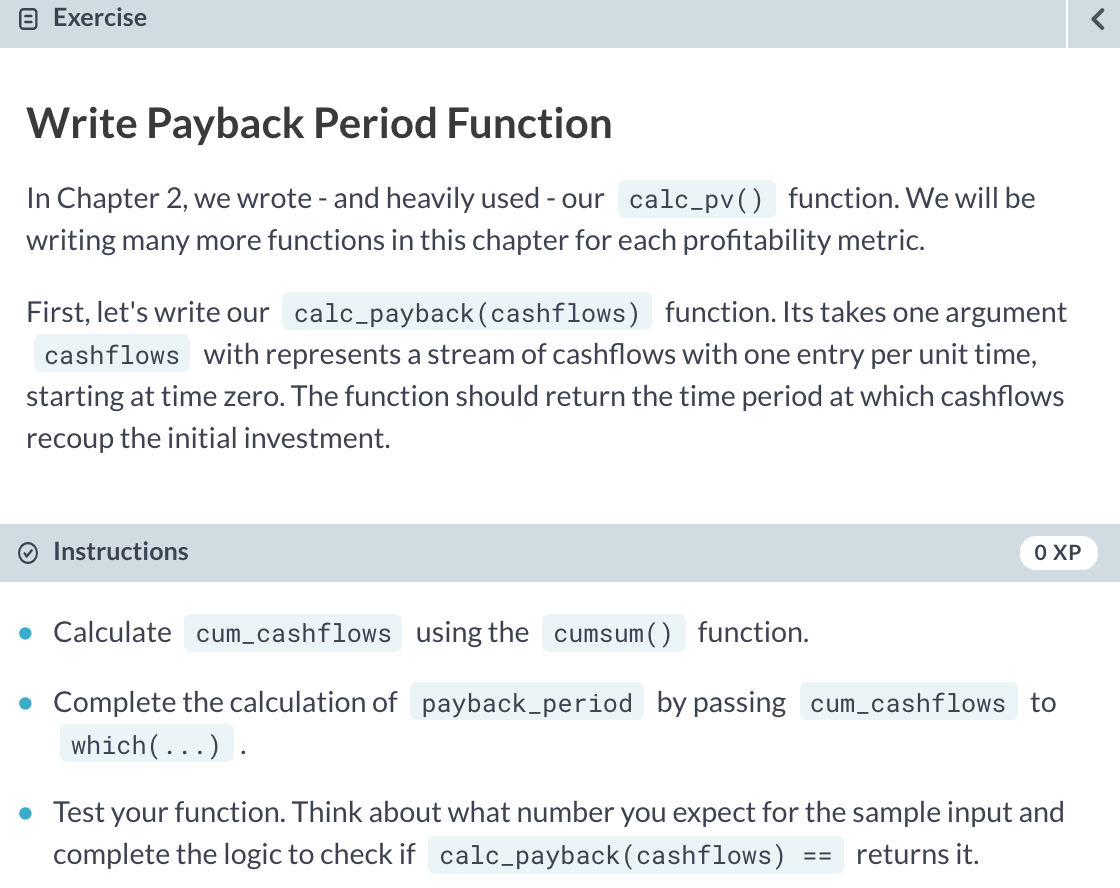 Exercise
Write Payback Period Function
In Chapter 2, we wrote - and heavily used - our calc_pv() function. We will be
writing many more functions in this chapter for each profitability metric.
First, let's write our calc_payback(cashflows) function. Its takes one argument
cashflows with represents a stream of cashflows with one entry per unit time,
starting at time zero. The function should return the time period at which cashflows
recoup the initial investment.
Instructions
0 XP
Calculate cum_cashflows using the cumsum() function.
Complete the calculation of payback_period by passing cum_cashflows to
which(...) .
Test your function. Think about what number you expect for the sample input and
complete the logic to check if calc_payback(cashflows) == returns it.